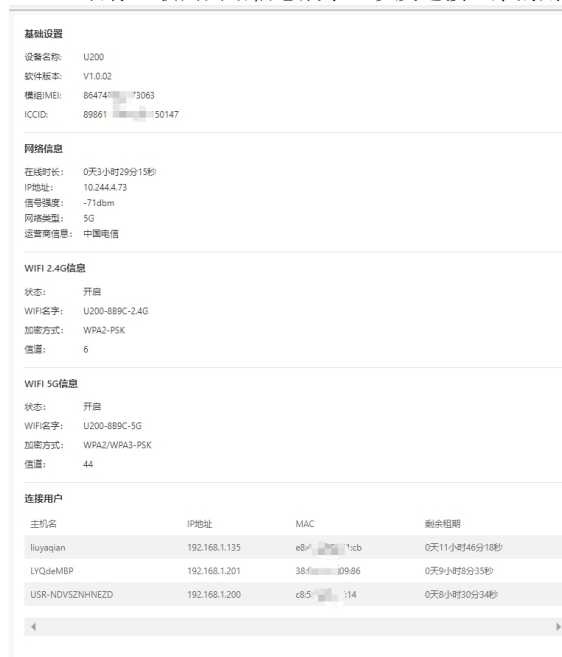 基础设置
设备名称: U200
软件版本: V1.0.02
模组IMEI: 86474 73063
ICCID: 89861 50147
网络信息
在线时长: 0天3小时29分15秒
IP地址: 10.244.4.73
信号强度: -71dbm
网络类型: 5G
运营商信息: 中国电信
WIFI 2.4G信息
状态: 开启
WIFI名字: U200-8B9C-2.4G
加密方式: WPA2-PSK
信道: 6
WIFI 5G信息
状态: 开启
WIFI名字: U200-8B9C-5G
加密方式: WPA2/WPA3-PSK
信道: 44
连接用户
主机名 IP地址 MAC 剩余租期
liuyaqian 192.168.1.135 e8: :cb 0天11小时46分18秒
LYQdeMBP 192.168.1.201 38: 09:86 0天9小时8分35秒
USR-NDVSZNHNEZD 192.168.1.200 c8:5 :14 0天8小时30分34秒